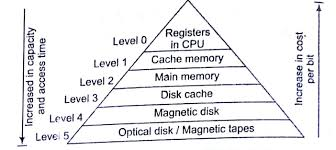 Increased in capacity
and access time
Level 0
Registers
in CPU
Level 1
Cache memory
Level 2
Main memory
Level 3
Disk cache
Level 4
Magnetic disk
Level 5
Optical disk / Magnetic tapes
Increase in cost
per bit